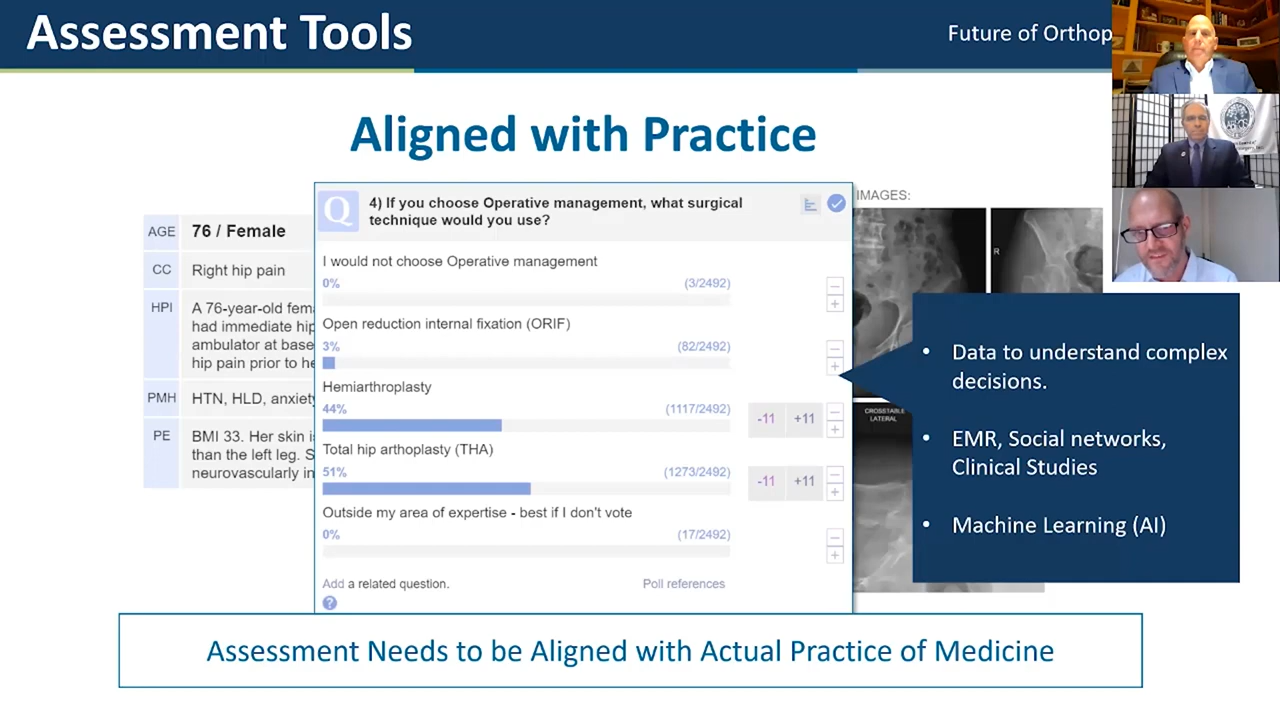 Assessment Tools
Future of Orthop
Aligned with Practice
AGE
76 / Female
CC
Right hip pain
HPI
A 76-year-old fema
had immediate hip
ambulator at base
hip pain prior to he
PMH
HTN, HLD, anxiety
PE
BMI 33. Her skin is
than the left leg. S
neurovascularly in
Q
4) If you choose Operative management, what surgical
technique would you use?
I would not choose Operative management
0%
(3/2492)
Open reduction internal fixation (ORIF)
3%
(82/2492)
Hemiarthroplasty
44%
(1117/2492)
-11
+11
Total hip arthoplasty (THA)
51%
(1273/2492)
-11
+11
Outside my area of expertise - best if I don't vote
0%
(17/2492)
Add a related question.
Poll references
?
IMAGES:
R
CROSSTABLE
LATERAL
• Data to understand complex
decisions.
• EMR, Social networks,
Clinical Studies
• Machine Learning (AI)
Assessment Needs to be Aligned with Actual Practice of Medicine